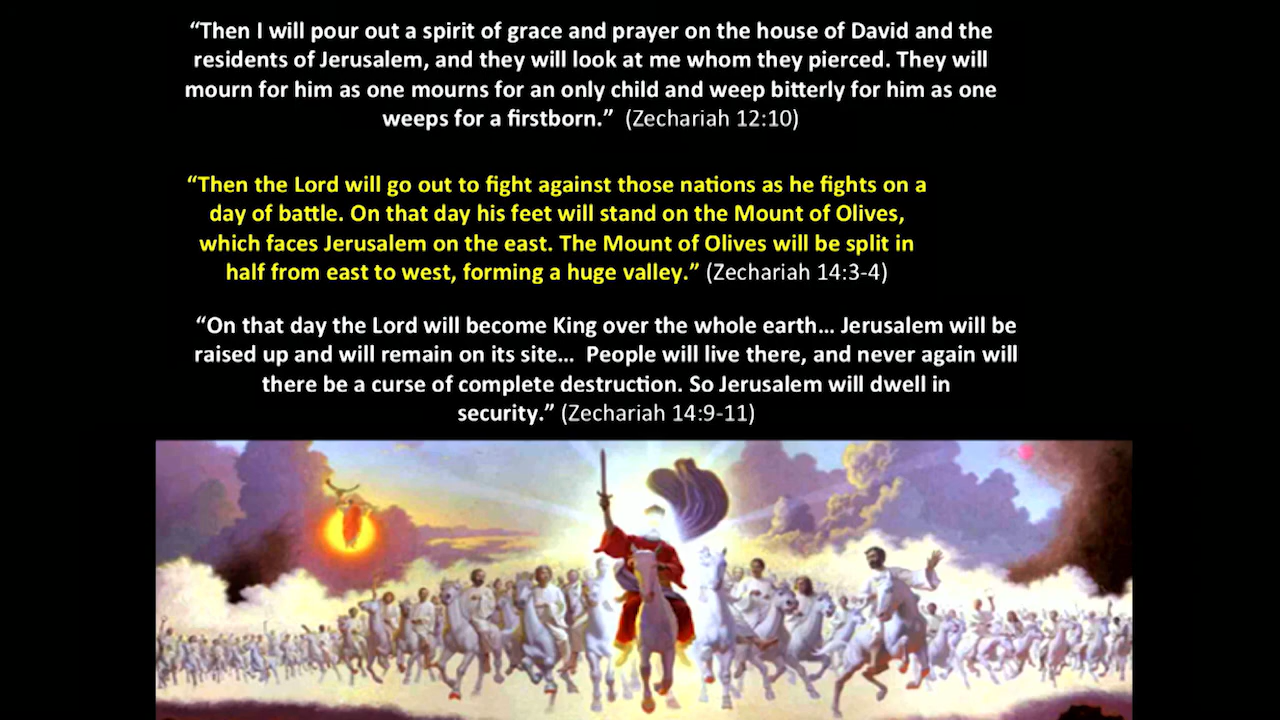 “Then I will pour out a spirit of grace and prayer on the house of David and the
residents of Jerusalem, and they will look at me whom they pierced. They will
mourn for him as one mourns for an only child and weep bitterly for him as one
weeps for a firstborn.” (Zechariah 12:10)
“Then the Lord will go out to fight against those nations as he fights on a
day of battle. On that day his feet will stand on the Mount of Olives,
which faces Jerusalem on the east. The Mount of Olives will be split in
half from east to west, forming a huge valley.” (Zechariah 14:3-4)
“On that day the Lord will become King over the whole earth… Jerusalem will be
raised up and will remain on its site… People will live there, and never again will
there be a curse of complete destruction. So Jerusalem will dwell in
security.” (Zechariah 14:9-11)